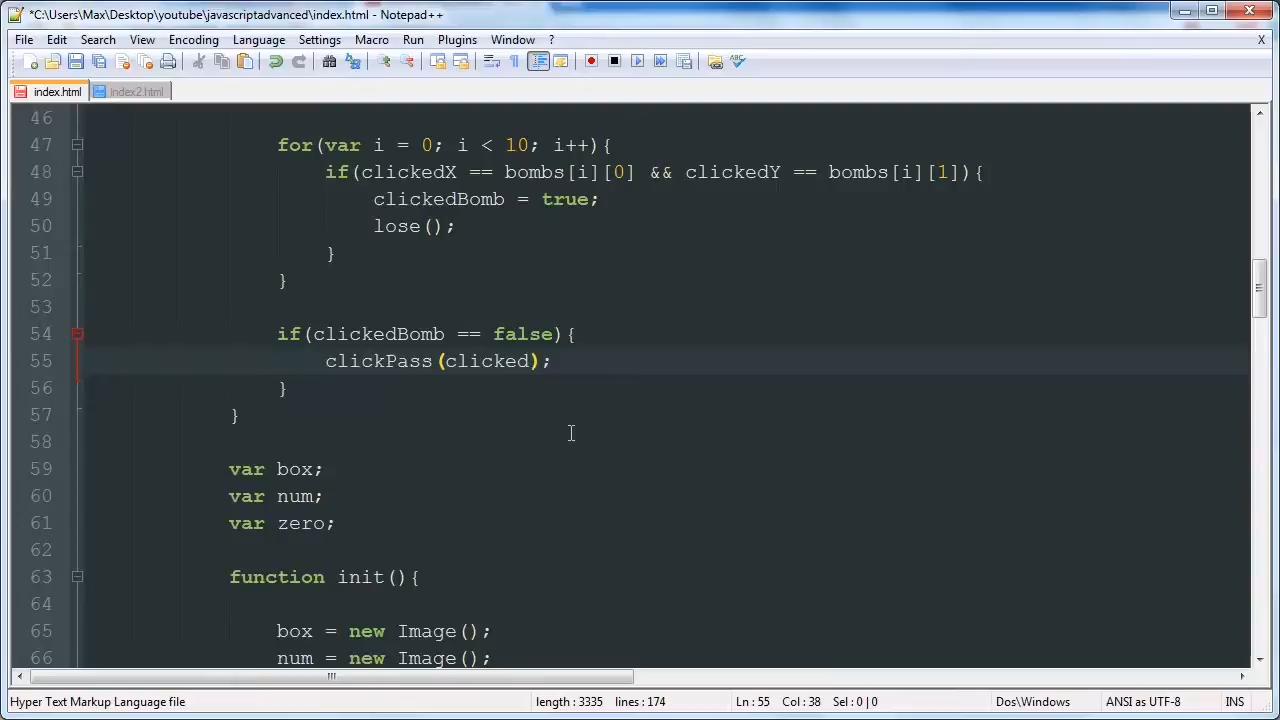 *C:\Users\Max\Desktop\youtube\javascriptadvanced\index.html - Notepad++
File Edit Search View Encoding Language Settings Macro Run Plugins Window ? X
index.html index2.html
46
47 for(var i = 0; i < 10; i++){
48 if(clickedX == bombs[i][0] && clickedY == bombs[i][1]){
49 clickedBomb = true;
50 lose();
51 }
52 }
53
54 if(clickedBomb == false){
55 clickPass(clicked);
56 }
57 }
58
59 var box;
60 var num;
61 var zero;
62
63 function init(){
64
65 box = new Image();
66 num = new Image();
Hyper Text Markup Language file length : 3335 lines : 174 Ln : 55 Col : 38 Sel : 0 | 0 Dos\Windows ANSI as UTF-8 INS